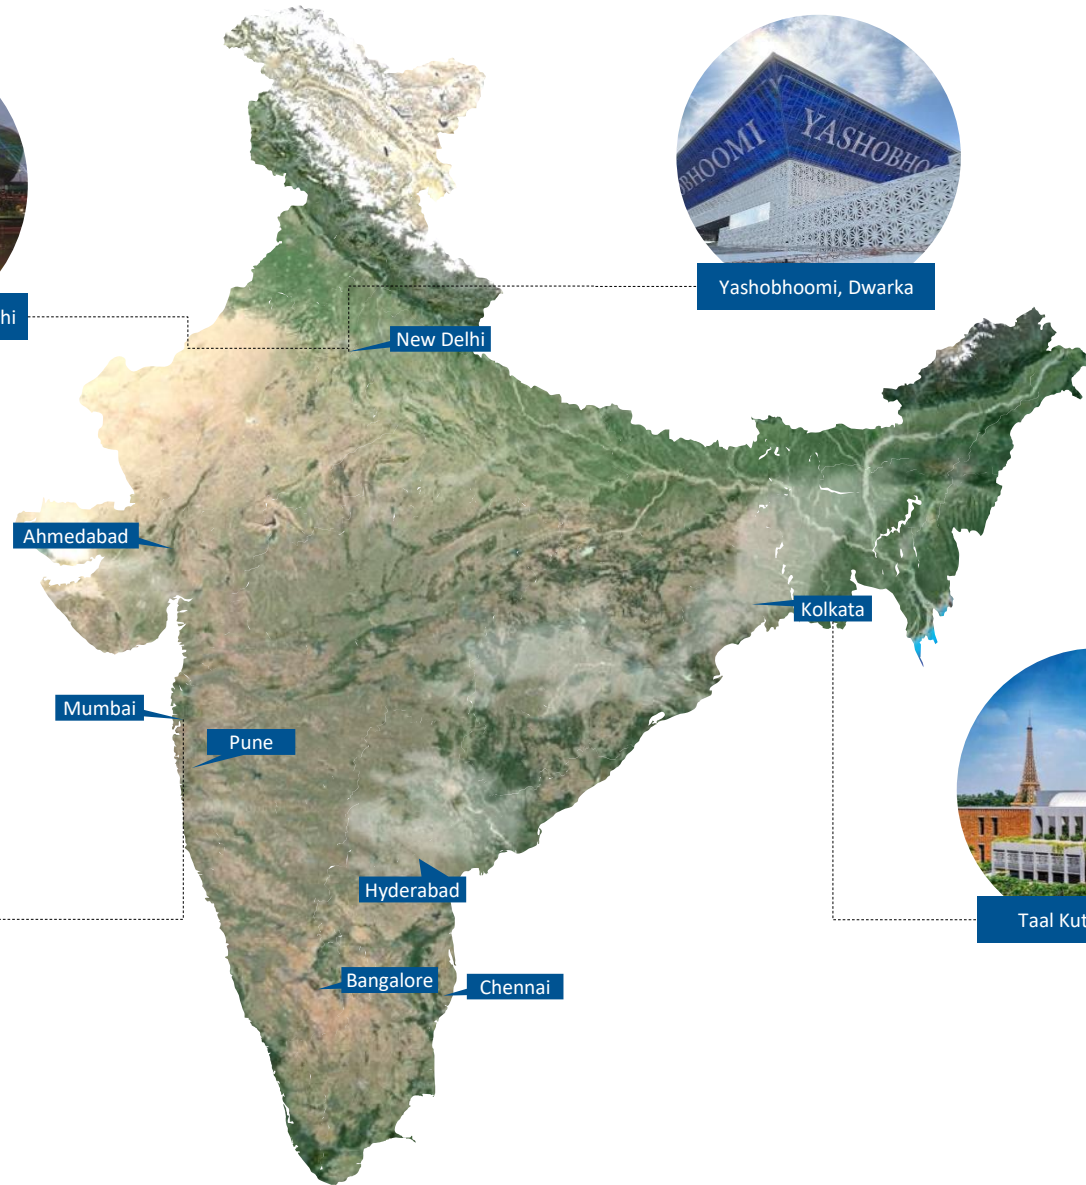 BHOOMI YASHOBHO
Yashobhoomi, Dwarka
hi
New Delhi
Ahmedabad
Kolkata
Mumbai
Pune
Hyderabad
Taal Kut
Bangalore
Chennai